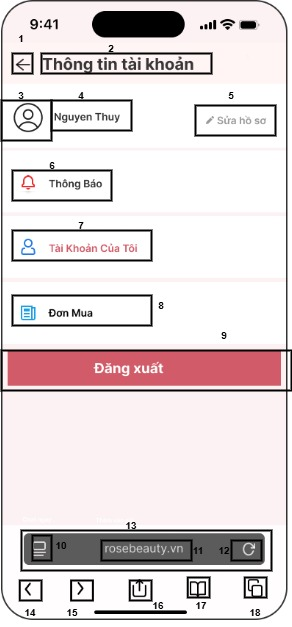 9:41
1
2
Thông tin tài khoản
3
4
5
Nguyen Thuy
Sửa hồ sơ
6
Thông Báo
7
Tài Khoản Của Tôi
8
Đơn Mua
9
Đăng xuất
13
10
rosebeauty.vn
11
12
14
15
16
17
18